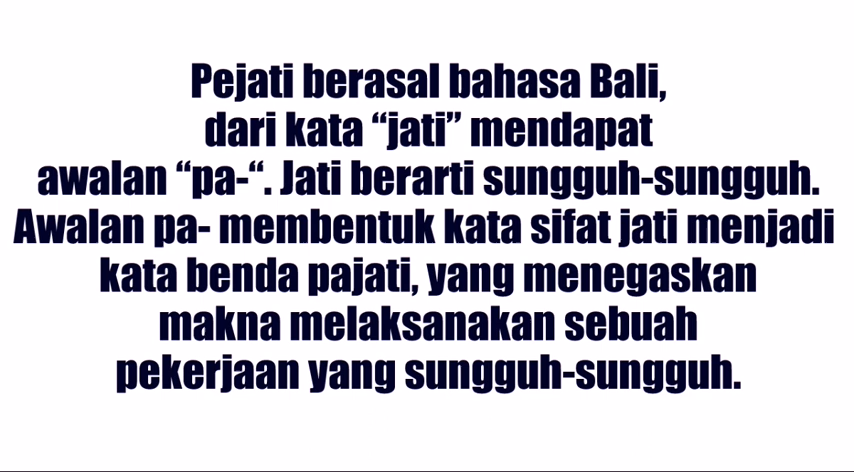 Pejati berasal bahasa Bali,
dari kata “jati” mendapat
awalan “pa-“. Jati berarti sungguh-sungguh.
Awalan pa- membentuk kata sifat jati menjadi
kata benda pajati, yang menegaskan
makna melaksanakan sebuah
pekerjaan yang sungguh-sungguh.